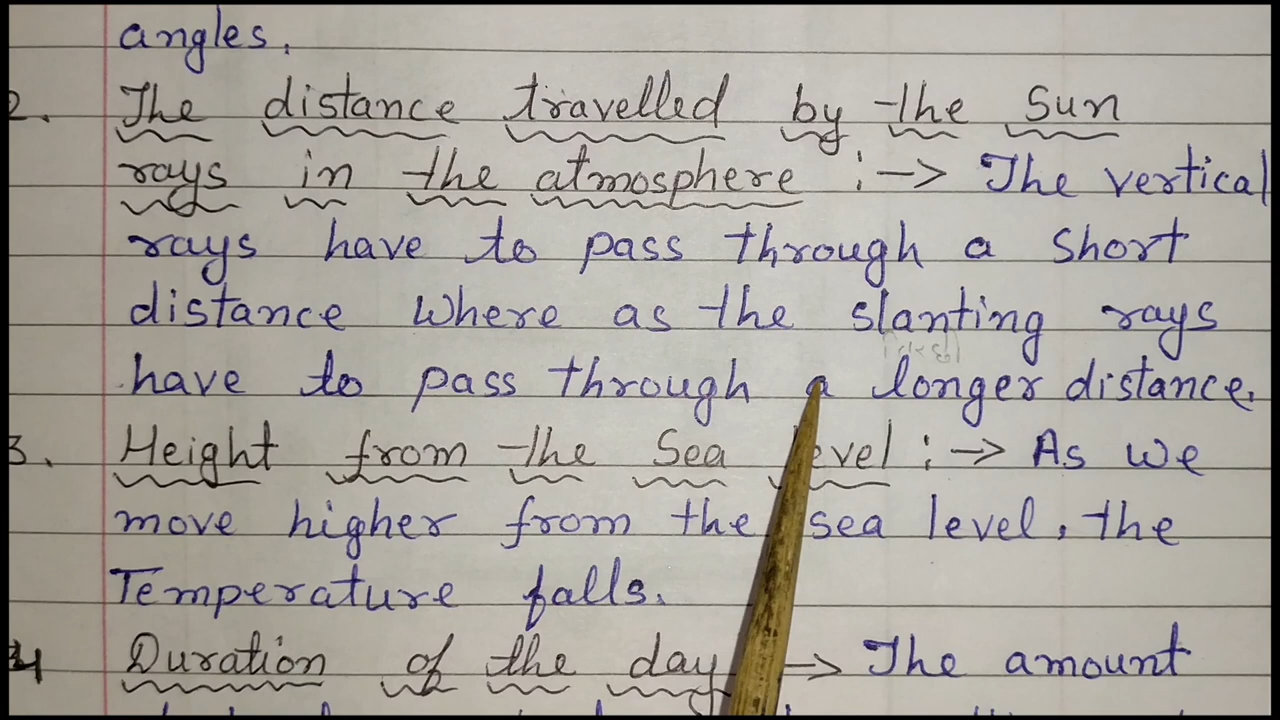 angles.
2. The distance travelled by the Sun
rays in the atmosphere :-> The vertical
rays have to pass through a short
distance where as the slanting rays
have to pass through a longer distance.
3. Height from the Sea level :-> As we
move higher from the sea level, the
Temperature falls.
4 Duration of the day -> The amount